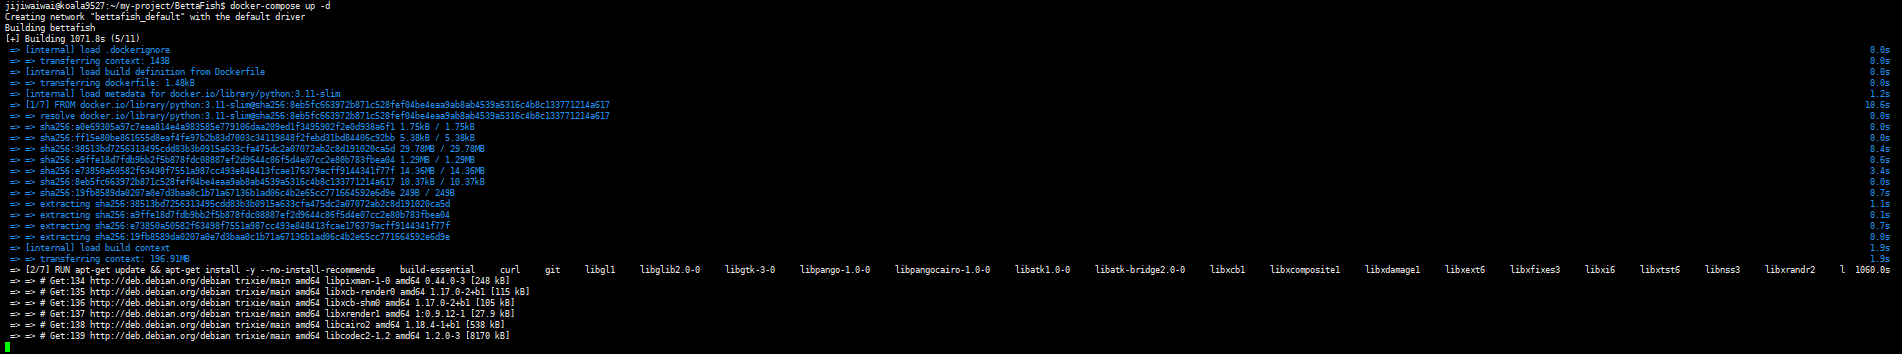 jijiwaiwai@koala9527:~/my-project/BettaFish$ docker-compose up -d
Creating network "bettafish_default" with the default driver
Building bettafish
[+] Building 1071.8s (5/11)
=> [internal] load .dockerignore 0.0s
=> => transferring context: 143B 0.0s
=> [internal] load build definition from Dockerfile 0.0s
=> => transferring dockerfile: 1.48kB 0.0s
=> [internal] load metadata for docker.io/library/python:3.11-slim 1.2s
=> [1/7] FROM docker.io/library/python:3.11-slim@sha256:8eb5fc663972b871c528fef04be4eaa9ab8ab4539a5316c4b8c133771214a617 10.6s
=> => resolve docker.io/library/python:3.11-slim@sha256:8eb5fc663972b871c528fef04be4eaa9ab8ab4539a5316c4b8c133771214a617 0.0s
=> => sha256:a0e69305a97c7eaa814e4a983585e779106daa209ed1f3495902f2e0d938a6f1 1.75kB / 1.75kB 0.0s
=> => sha256:ff15e80be861655d8eaf4fe97b2b83d7003c34119848f2febd31bd84406c92bb 5.38kB / 5.38kB 0.0s
=> => sha256:38513bd7256313495cdd83b3b0915a633cfa475dc2a07072ab2c8d191020ca5d 29.78MB / 29.78MB 8.4s
=> => sha256:a9ffe18d7fdb9bb2f5b878fdc08887ef2d9644c86f5d4e07cc2e80b783fbea04 1.29MB / 1.29MB 0.6s
=> => sha256:e73850a50582f63498f7551a987cc493e848413fcae176379acff9144341f77f 14.36MB / 14.36MB 3.4s
=> => sha256:8eb5fc663972b871c528fef04be4eaa9ab8ab4539a5316c4b8c133771214a617 10.37kB / 10.37kB 0.0s
=> => sha256:19fb8589da0207a0e7d3baa0c1b71a67136b1ad06c4b2e65cc771664592e6d9e 249B / 249B 0.7s
=> => extracting sha256:38513bd7256313495cdd83b3b0915a633cfa475dc2a07072ab2c8d191020ca5d 1.1s
=> => extracting sha256:a9ffe18d7fdb9bb2f5b878fdc08887ef2d9644c86f5d4e07cc2e80b783fbea04 0.1s
=> => extracting sha256:e73850a50582f63498f7551a987cc493e848413fcae176379acff9144341f77f 0.7s
=> => extracting sha256:19fb8589da0207a0e7d3baa0c1b71a67136b1ad06c4b2e65cc771664592e6d9e 0.0s
=> [internal] load build context 1.9s
=> => transferring context: 196.91MB 1.9s
=> [2/7] RUN apt-get update && apt-get install -y --no-install-recommends build-essential curl git libgl1 libglib2.0-0 libgtk-3-0 libpango-1.0-0 libpangocairo-1.0-0 libatk1.0-0 libatk-bridge2.0-0 libxcb1 libxcomposite1 libxdamage1 libxext6 libxfixes3 libxi6 libxtst6 libnss3 libxrandr2 l 1060.0s
=> => # Get:134 http://deb.debian.org/debian trixie/main amd64 libpixman-1-0 amd64 0.44.0-3 [248 kB]
=> => # Get:135 http://deb.debian.org/debian trixie/main amd64 libxcb-render0 amd64 1.17.0-2+b1 [115 kB]
=> => # Get:136 http://deb.debian.org/debian trixie/main amd64 libxcb-shm0 amd64 1.17.0-2+b1 [105 kB]
=> => # Get:137 http://deb.debian.org/debian trixie/main amd64 libxrender1 amd64 1:0.9.12-1 [27.9 kB]
=> => # Get:138 http://deb.debian.org/debian trixie/main amd64 libcairo2 amd64 1.18.4-1+b1 [538 kB]
=> => # Get:139 http://deb.debian.org/debian trixie/main amd64 libcodec2-1.2 amd64 1.2.0-3 [8170 kB]